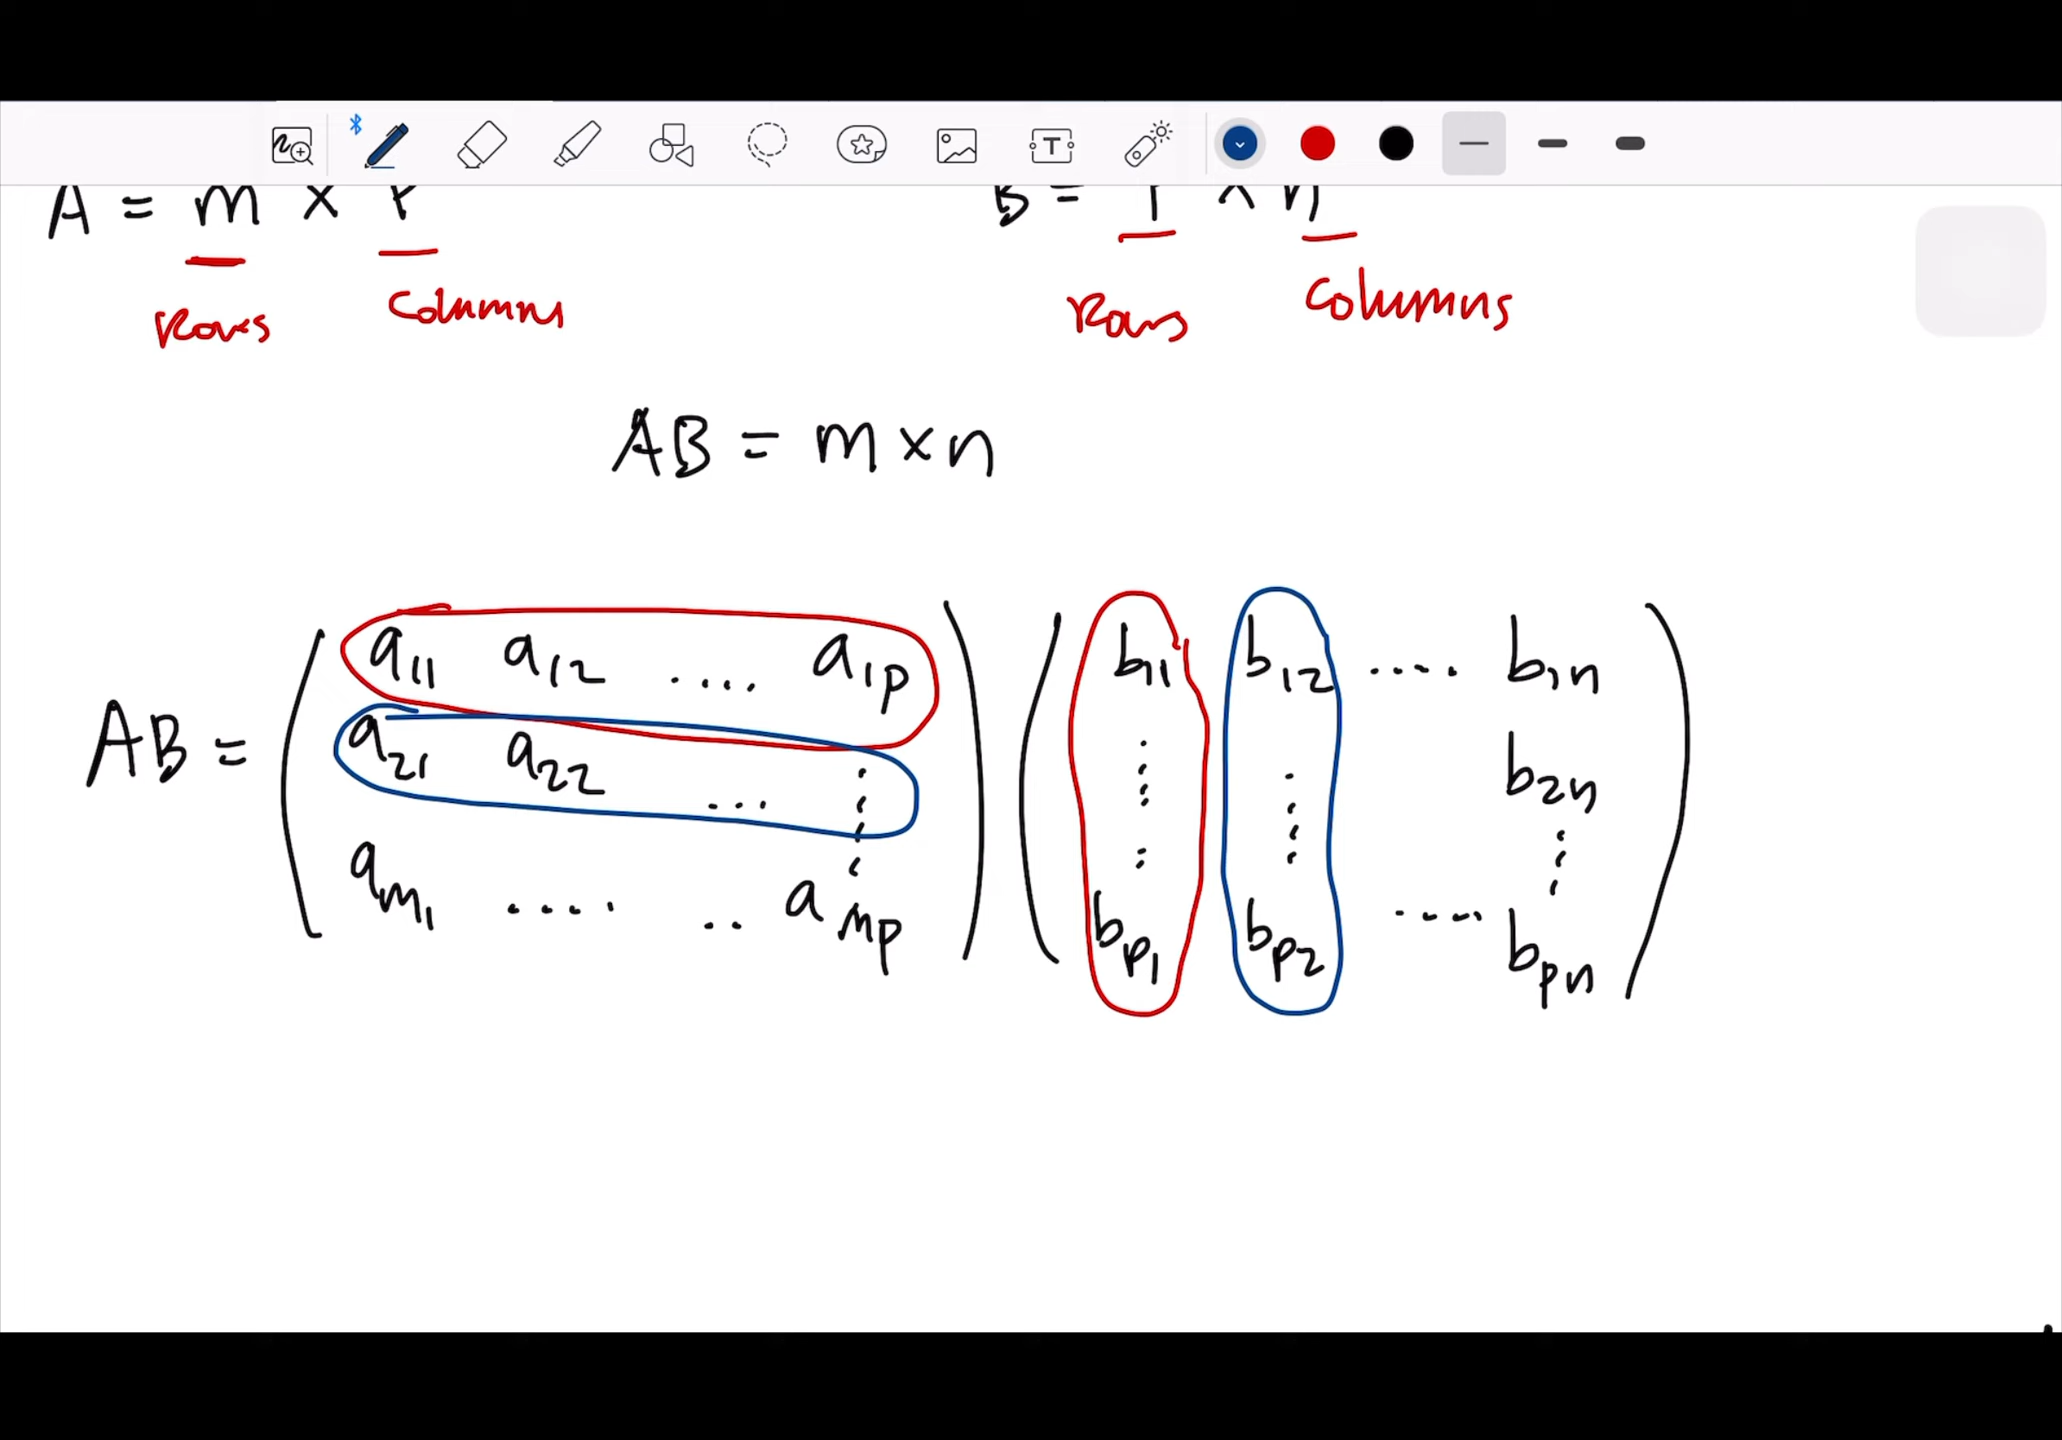 A = m × P
B = P × n
Rows Columns
Rows Columns
AB = m × n
AB = ( a11 a12 .... a1p ) ( b11 b12 .... b1n )
a21 a22 ... b2n
am1 .... .. amp bp1 bp2 ..... bpn